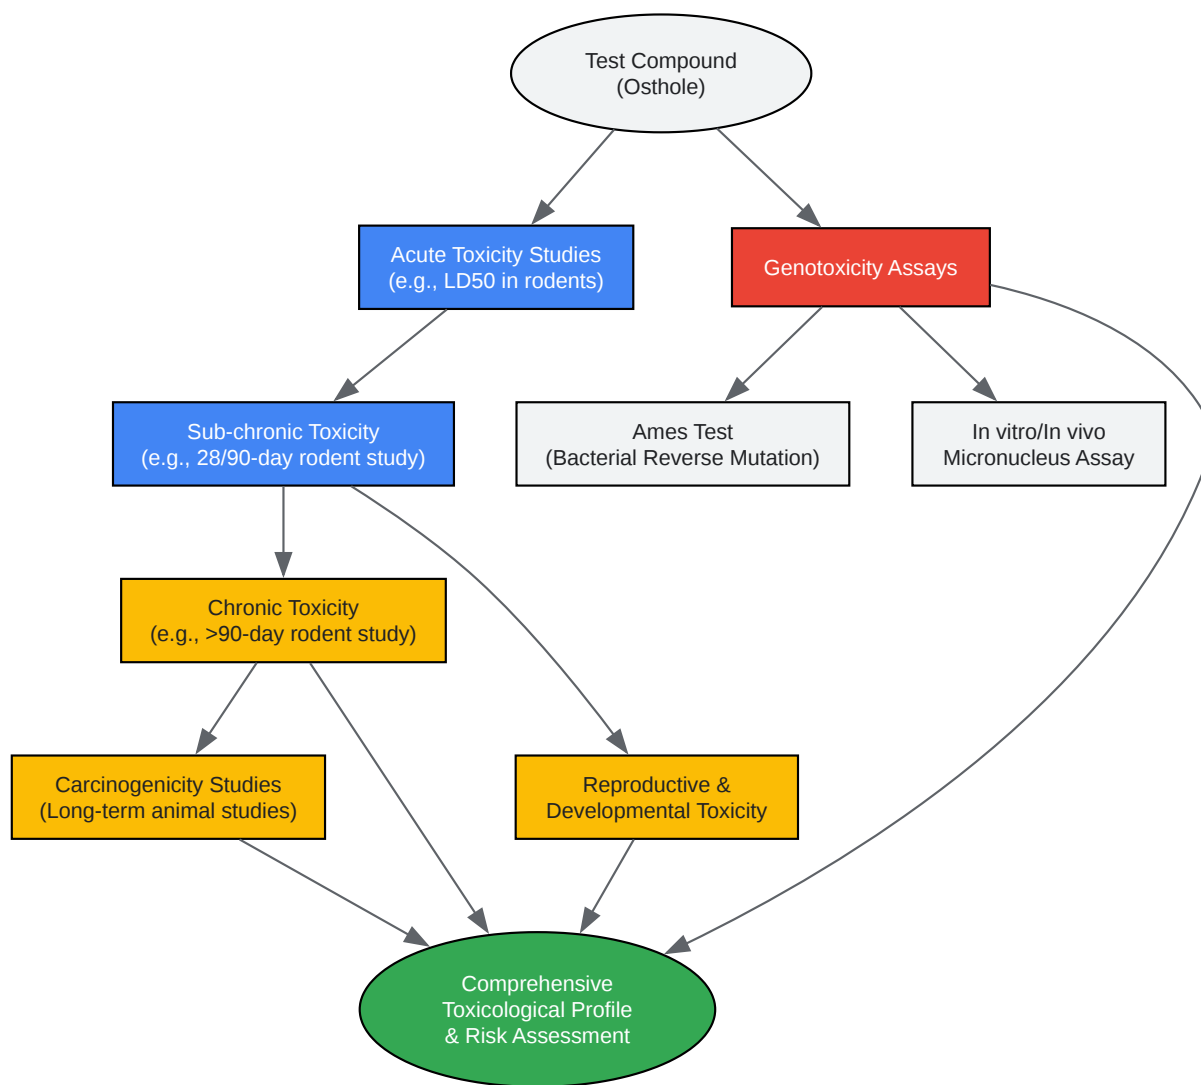 Test Compound
(Osthole)
Acute Toxicity Studies
(e.g., LD50 in rodents)
Genotoxicity Assays
Sub-chronic Toxicity
(e.g., 28/90-day rodent study)
Ames Test
(Bacterial Reverse Mutation)
In vitro/In vivo
Micronucleus Assay
Chronic Toxicity
(e.g., >90-day rodent study)
Carcinogenicity Studies
(Long-term animal studies)
Reproductive &
Developmental Toxicity
Comprehensive
Toxicological Profile
& Risk Assessment